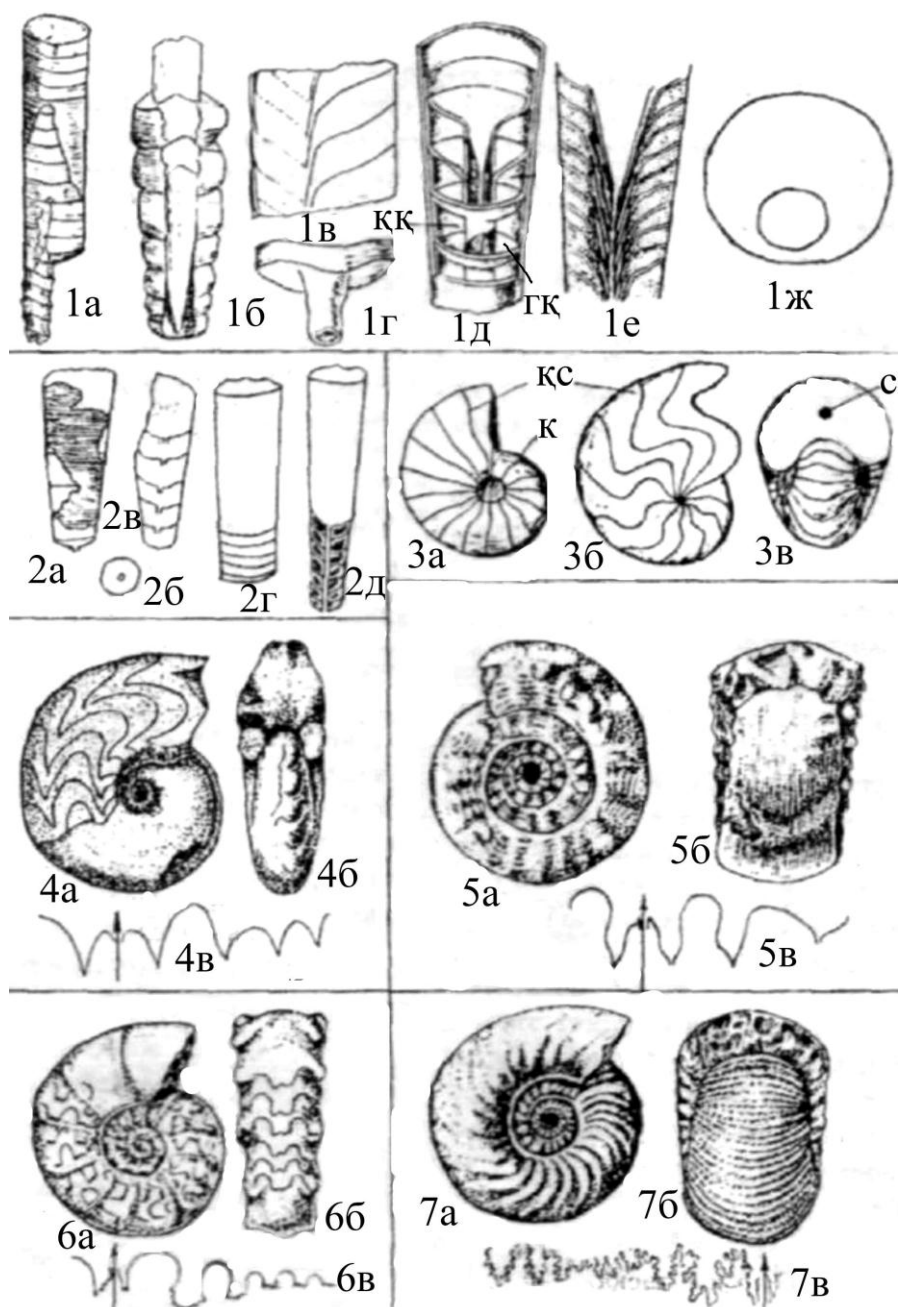 1а 1б 1в 1г 1д 1е 1ж
ққ гқ
2а 2б 2в 2г 2д
қс к с
3а 3б 3в
4а 4б
4в
5а 5б
5в
6а 6б
6в
7а 7б
7в